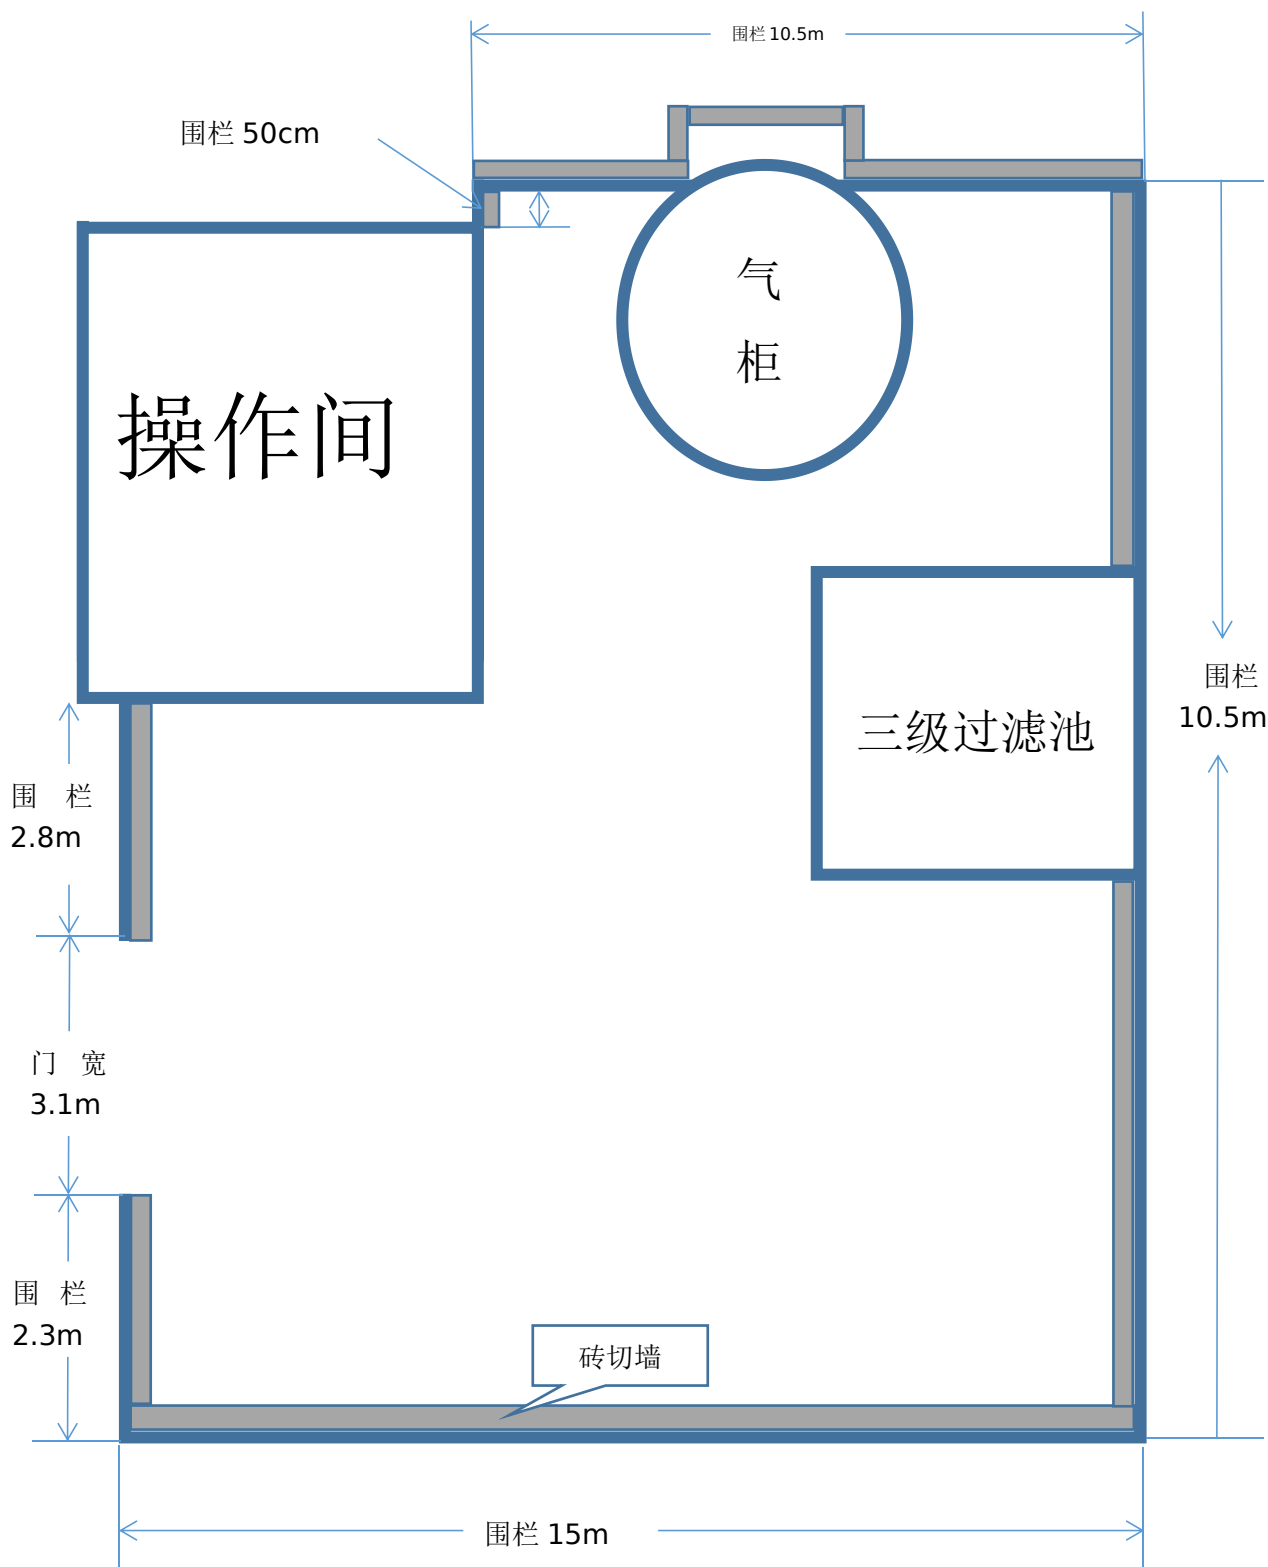 围栏 10.5m
围栏 50cm
气
柜
操作间
围栏
10.5m
三级过滤池
围 栏
2.8m
门 宽
3.1m
围 栏
2.3m
砖切墙
围栏 15m